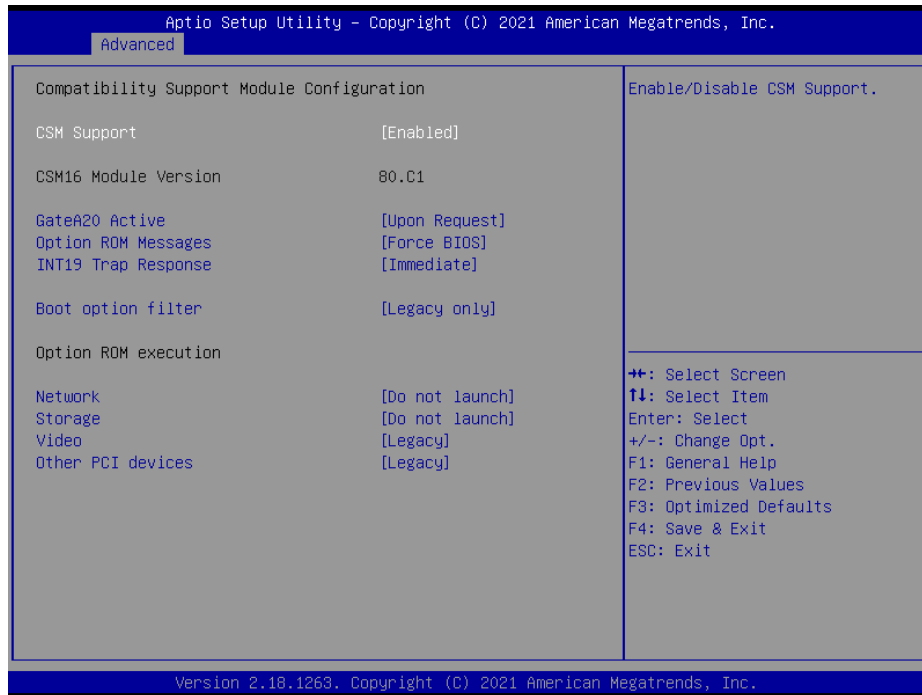 Aptio Setup Utility – Copyright (C) 2021 American Megatrends, Inc.
Advanced
Compatibility Support Module Configuration
Enable/Disable CSM Support.
CSM Support [Enabled]
CSM16 Module Version 80.C1
GateA20 Active [Upon Request]
Option ROM Messages [Force BIOS]
INT19 Trap Response [Immediate]
Boot option filter [Legacy only]
Option ROM execution
Network [Do not launch]
Storage [Do not launch]
Video [Legacy]
Other PCI devices [Legacy]
→←: Select Screen
↑↓: Select Item
Enter: Select
+/-: Change Opt.
F1: General Help
F2: Previous Values
F3: Optimized Defaults
F4: Save & Exit
ESC: Exit
Version 2.18.1263. Copyright (C) 2021 American Megatrends, Inc.